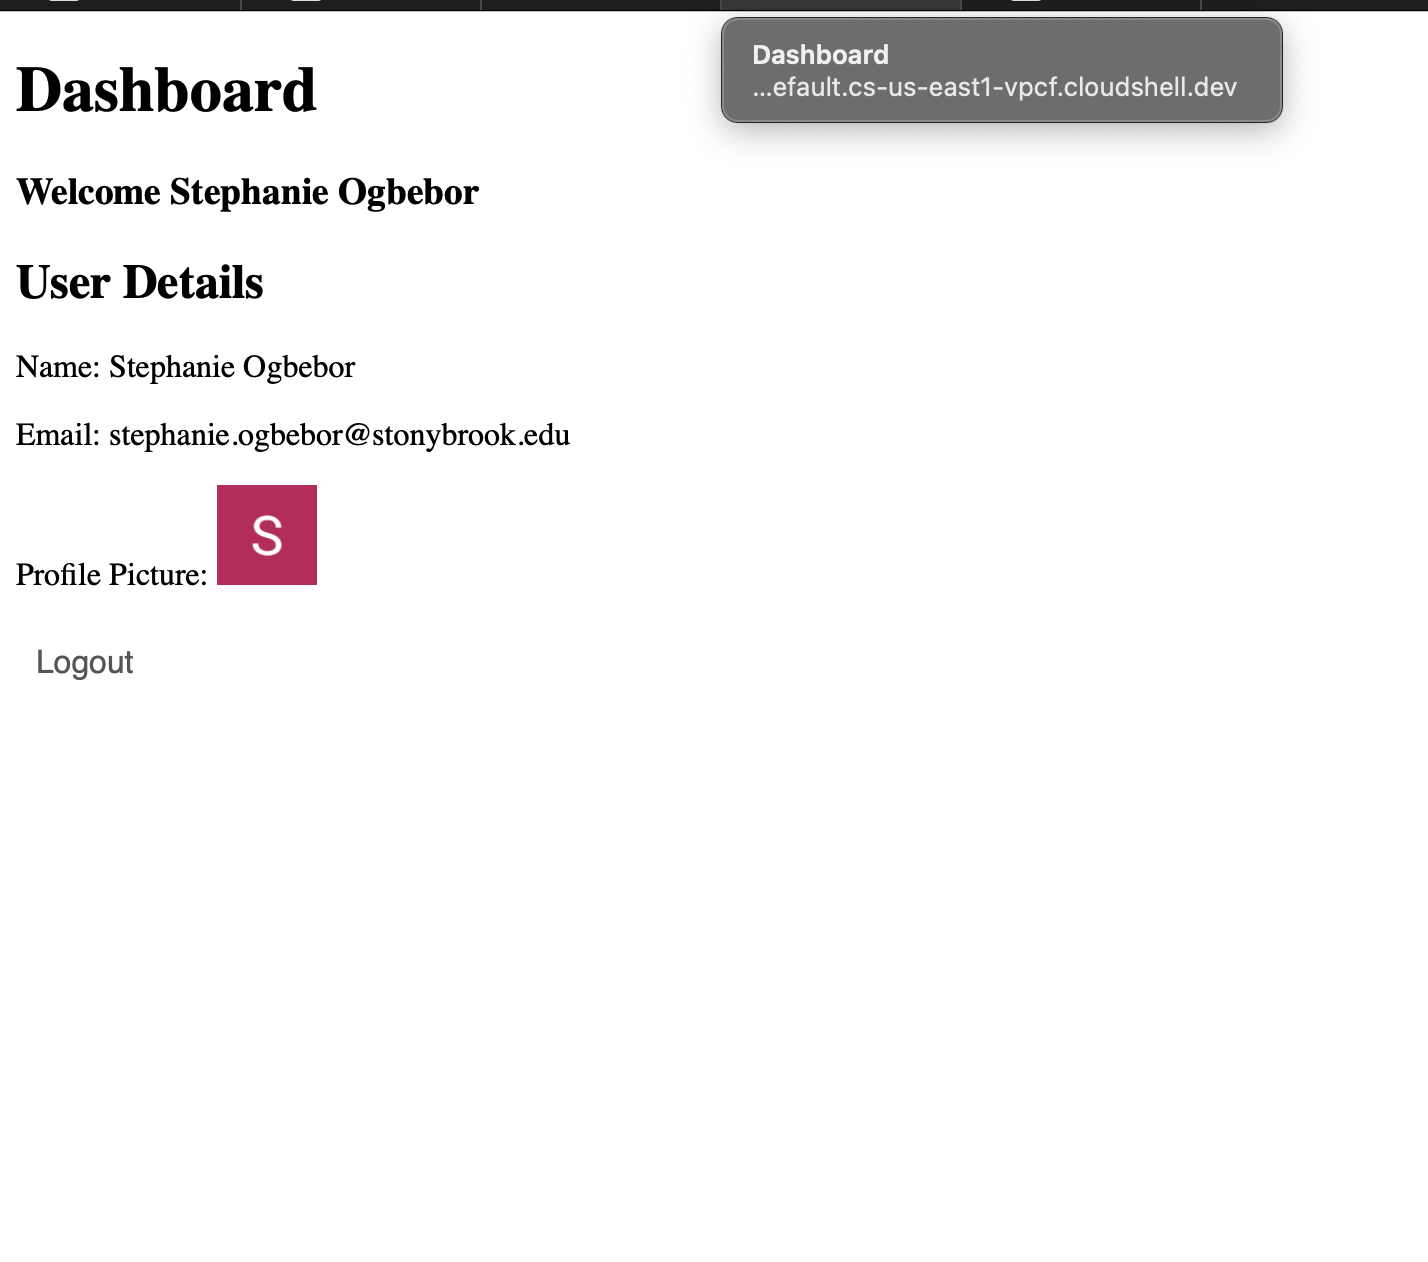 Dashboard
...efault.cs-us-east1-vpcf.cloudshell.dev
Dashboard
Welcome Stephanie Ogbebor
User Details
Name: Stephanie Ogbebor
Email: stephanie.ogbebor@stonybrook.edu
S
Profile Picture:
Logout